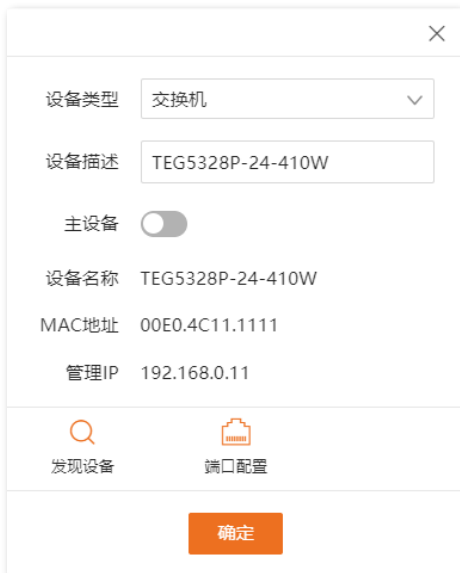 设备类型 交换机
设备描述 TEG5328P-24-410W
主设备
设备名称 TEG5328P-24-410W
MAC地址 00E0.4C11.1111
管理IP 192.168.0.11
发现设备 端口配置
确定